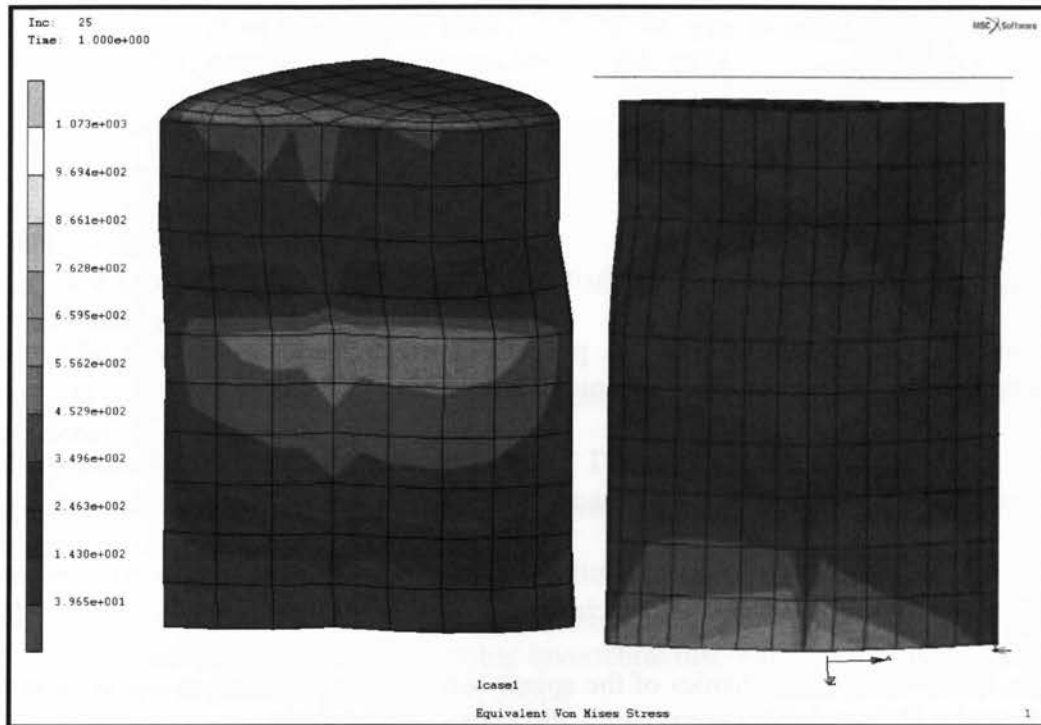 Inc: 25
Time: 1.000e+000
MSC Software
1.073e+003
9.694e+002
8.661e+002
7.628e+002
6.595e+002
5.562e+002
4.529e+002
3.496e+002
2.463e+002
1.430e+002
3.965e+001
lcase1
Equivalent Von Mises Stress
1